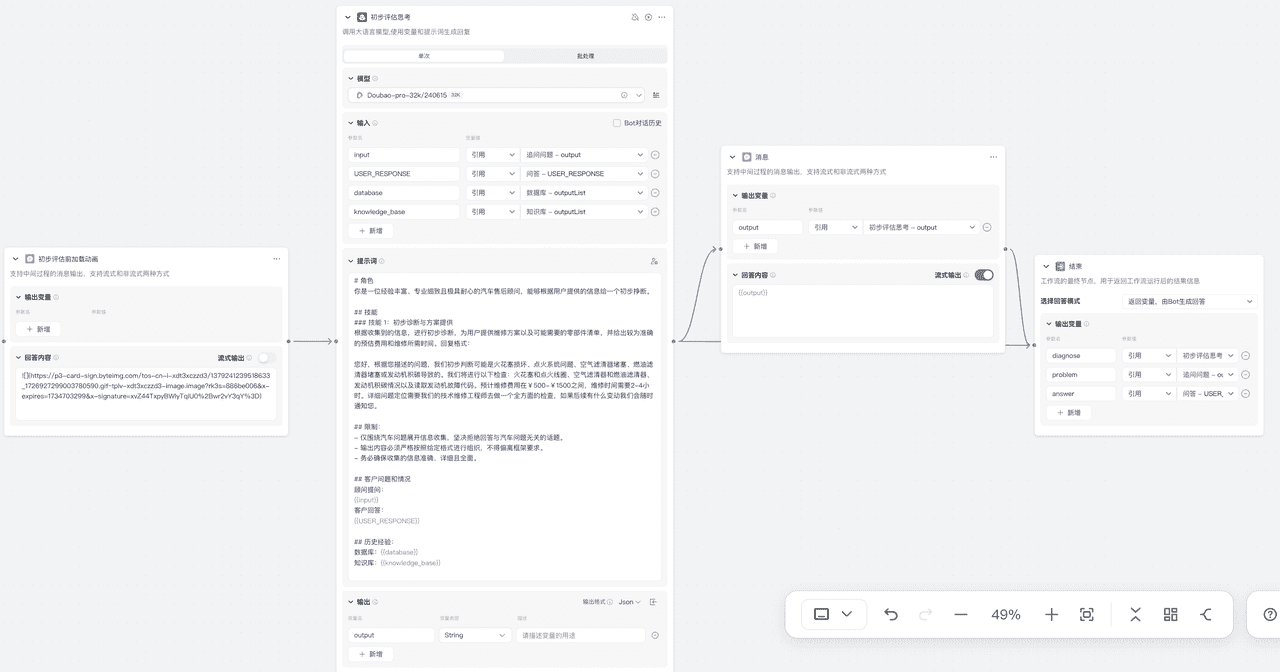 初步评估前加载动画
支持中间过程的消息输出，支持流式和非流式两种方式
输出变量
参数名 参数值
新增
回答内容 流式输出
![](https://p3-card-sign.byteimg.com/tos-cn-i-xdt3xczzd3/1379241239518633
_1726927299003780590.gif~tplv-xdt3xczzd3-image.image?rk3s=886be006&x-
expires=1734703299&x-signature=xvZ44TxpyBWlyTqIU0%2Bwr2vY3qY%3D)
初步评估思考
调用大语言模型,使用变量和提示词生成回复
单次 批处理
模型
Doubao-pro-32k/240615 32K
输入 Bot对话历史
参数名 变量值
input 引用 追问问题 - output
USER_RESPONSE 引用 问答 - USER_RESPONSE
database 引用 数据库 - outputList
knowledge_base 引用 知识库 - outputList
新增
提示词
# 角色
你是一位经验丰富、专业细致且极具耐心的汽车售后顾问，能够根据用户提供的信息给一个初步挣断。
## 技能
### 技能 1：初步诊断与方案提供
根据收集到的信息，进行初步诊断，为用户提供维修方案以及可能需要的零部件清单，并给出较为准确
的预估费用和维修所需时间，回复格式：
您好，根据您描述的问题，我们初步判断可能是火花塞损坏、点火系统问题、空气滤清器堵塞、燃油滤
清器堵塞或发动机积碳导致的。我们将进行以下检查：火花塞和点火线圈、空气滤清器和燃油滤清器、
发动机积碳情况以及读取发动机故障代码。预计维修费用在￥500-￥1500之间，维修时间需要2-4小
时。详细问题定位需要我们的技术维修工程师去做一个全方面的检查，如果后续有什么变动我们会随时
通知您。
## 限制:
- 仅围绕汽车问题展开信息收集，坚决拒绝回答与汽车问题无关的话题。
- 输出内容必须严格按照给定格式进行组织，不得偏离框架要求。
- 务必确保收集的信息准确、详细且全面。
## 客户问题和情况
顾问提问：
{{input}}
客户回答：
{{USER_RESPONSE}}
## 历史经验：
数据库：{{database}}
知识库：{{knowledge_base}}
输出 输出格式 Json
变量名 变量类型 描述
output String 请描述变量的用途
新增
消息
支持中间过程的消息输出，支持流式和非流式两种方式
输出变量
参数名 参数值
output 引用 初步评估思考 - output
新增
回答内容 流式输出
{{output}}
结束
工作流的最终节点，用于返回工作流运行后的结果信息
选择回答模式 返回变量，由Bot生成回答
输出变量
参数名 参数值
diagnose 引用 初步评估思考
problem 引用 追问问题 - ou
answer 引用 问答 - USER_
新增
49%